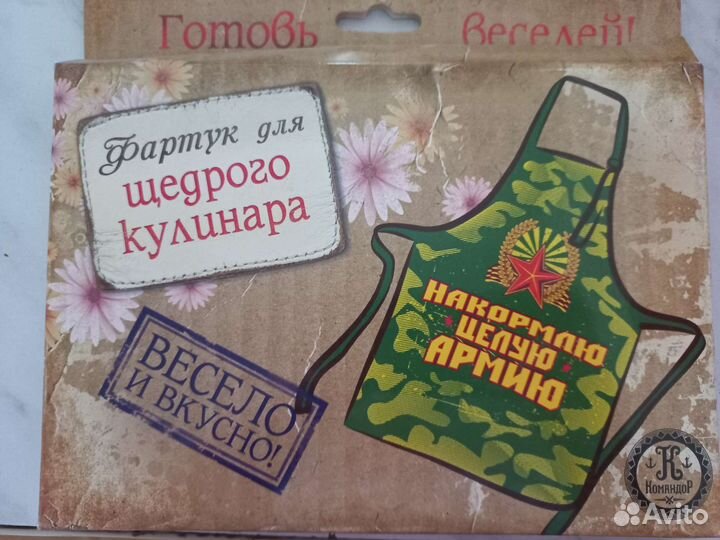 Готовь веселей!
Фартук для
щедрого
кулинара
НАКОРМЛЮ
ЦЕЛУЮ
АРМИЮ
ВЕСЕЛО
И ВКУСНО!
К
КОМАНДОР
Avito